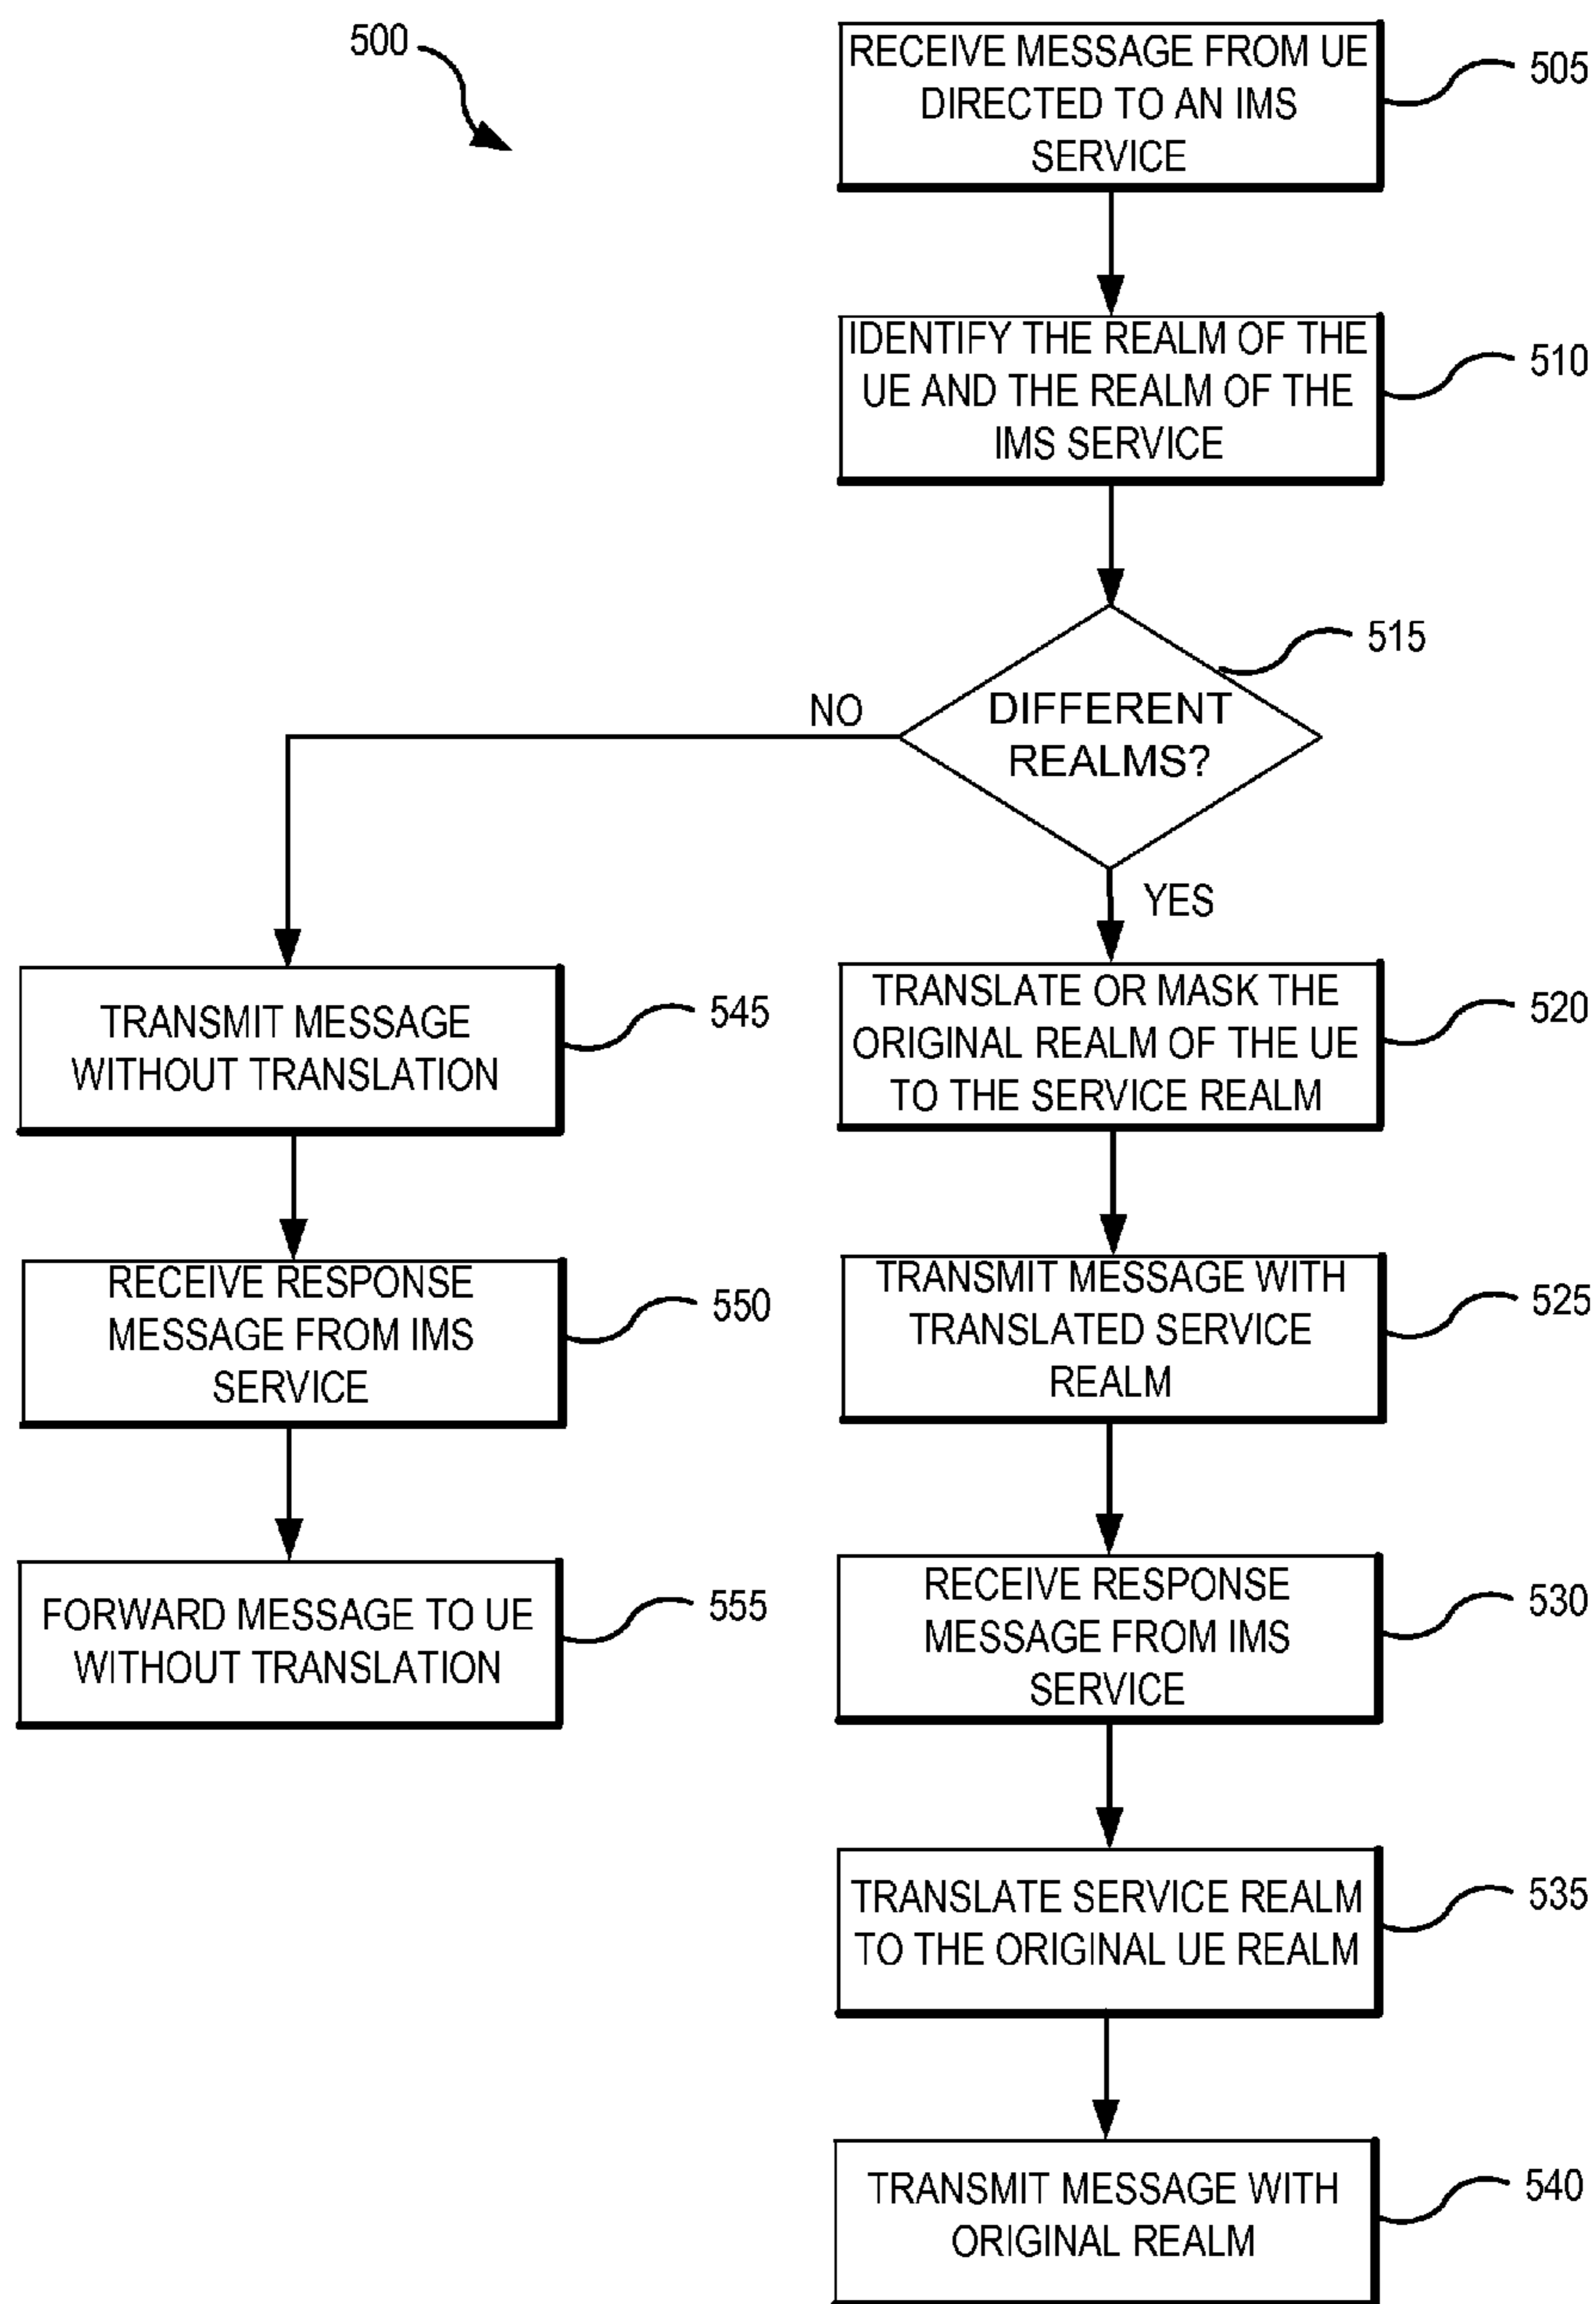 500
RECEIVE MESSAGE FROM UE
DIRECTED TO AN IMS
SERVICE
505
IDENTIFY THE REALM OF THE
UE AND THE REALM OF THE
IMS SERVICE
510
DIFFERENT
REALMS?
515
NO
YES
TRANSLATE OR MASK THE
ORIGINAL REALM OF THE UE
TO THE SERVICE REALM
520
TRANSMIT MESSAGE WITH
TRANSLATED SERVICE
REALM
525
RECEIVE RESPONSE
MESSAGE FROM IMS
SERVICE
530
TRANSLATE SERVICE REALM
TO THE ORIGINAL UE REALM
535
TRANSMIT MESSAGE WITH
ORIGINAL REALM
540
TRANSMIT MESSAGE
WITHOUT TRANSLATION
545
RECEIVE RESPONSE
MESSAGE FROM IMS
SERVICE
550
FORWARD MESSAGE TO UE
WITHOUT TRANSLATION
555